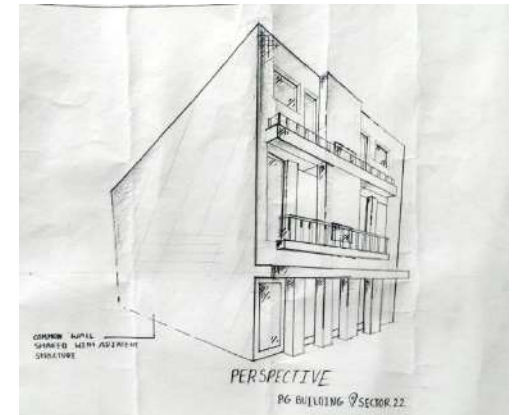 COMMON WALL
SHARED WITH ADJACENT
STRUCTURE
PERSPECTIVE
PG BUILDING @ SECTOR 22